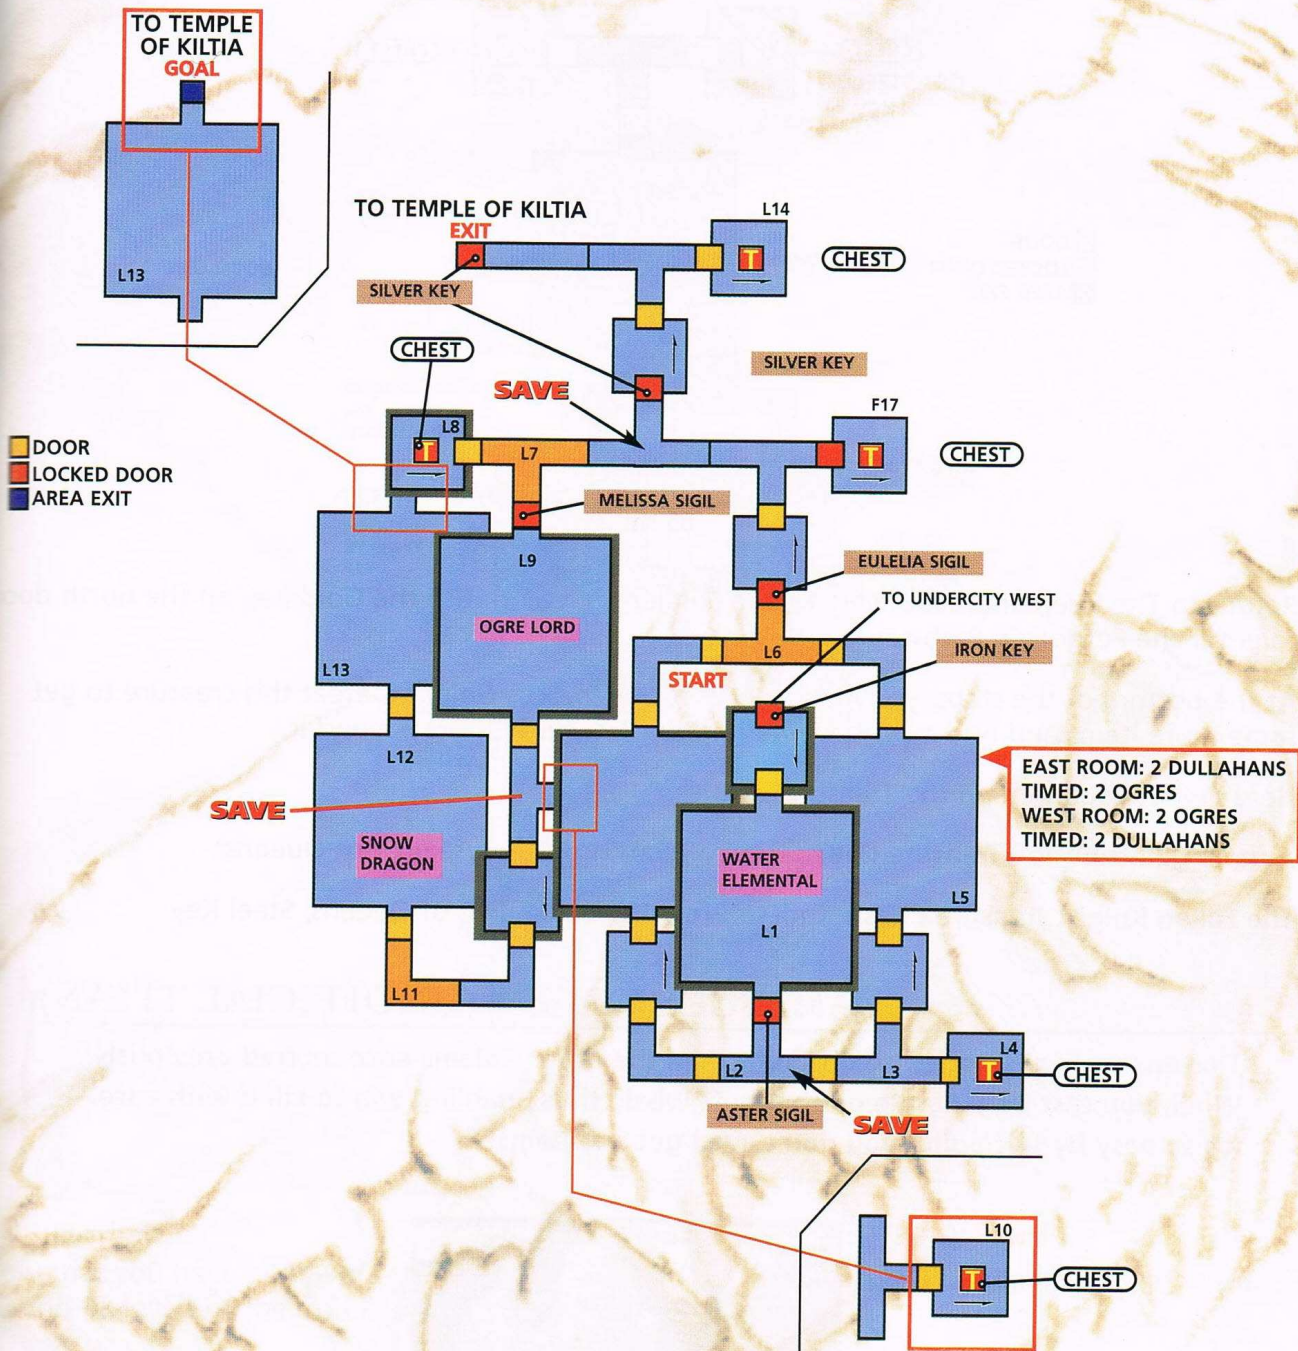 TO TEMPLE
OF KILTIA
GOAL
L13
TO TEMPLE OF KILTIA
EXIT
L14
T
CHEST
SILVER KEY
SILVER KEY
CHEST
SAVE
F17
T
CHEST
L8
T
L7
DOOR
LOCKED DOOR
AREA EXIT
MELISSA SIGIL
L9
OGRE LORD
EULELIA SIGIL
TO UNDERCITY WEST
L6
IRON KEY
START
L13
L12
SAVE
SNOW
DRAGON
EAST ROOM: 2 DULLAHANS
TIMED: 2 OGRES
WEST ROOM: 2 OGRES
TIMED: 2 DULLAHANS
WATER
ELEMENTAL
L1
L5
L11
L2
L3
L4
T
CHEST
ASTER SIGIL
SAVE
L10
T
CHEST